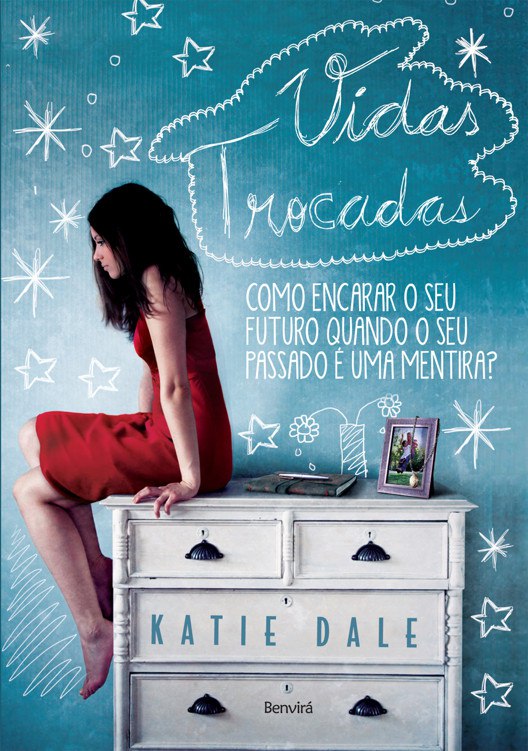 Vidas
Trocadas
COMO ENCARAR O SEU
FUTURO QUANDO O SEU
PASSADO É UMA MENTIRA?
KATIE DALE
Benvirá